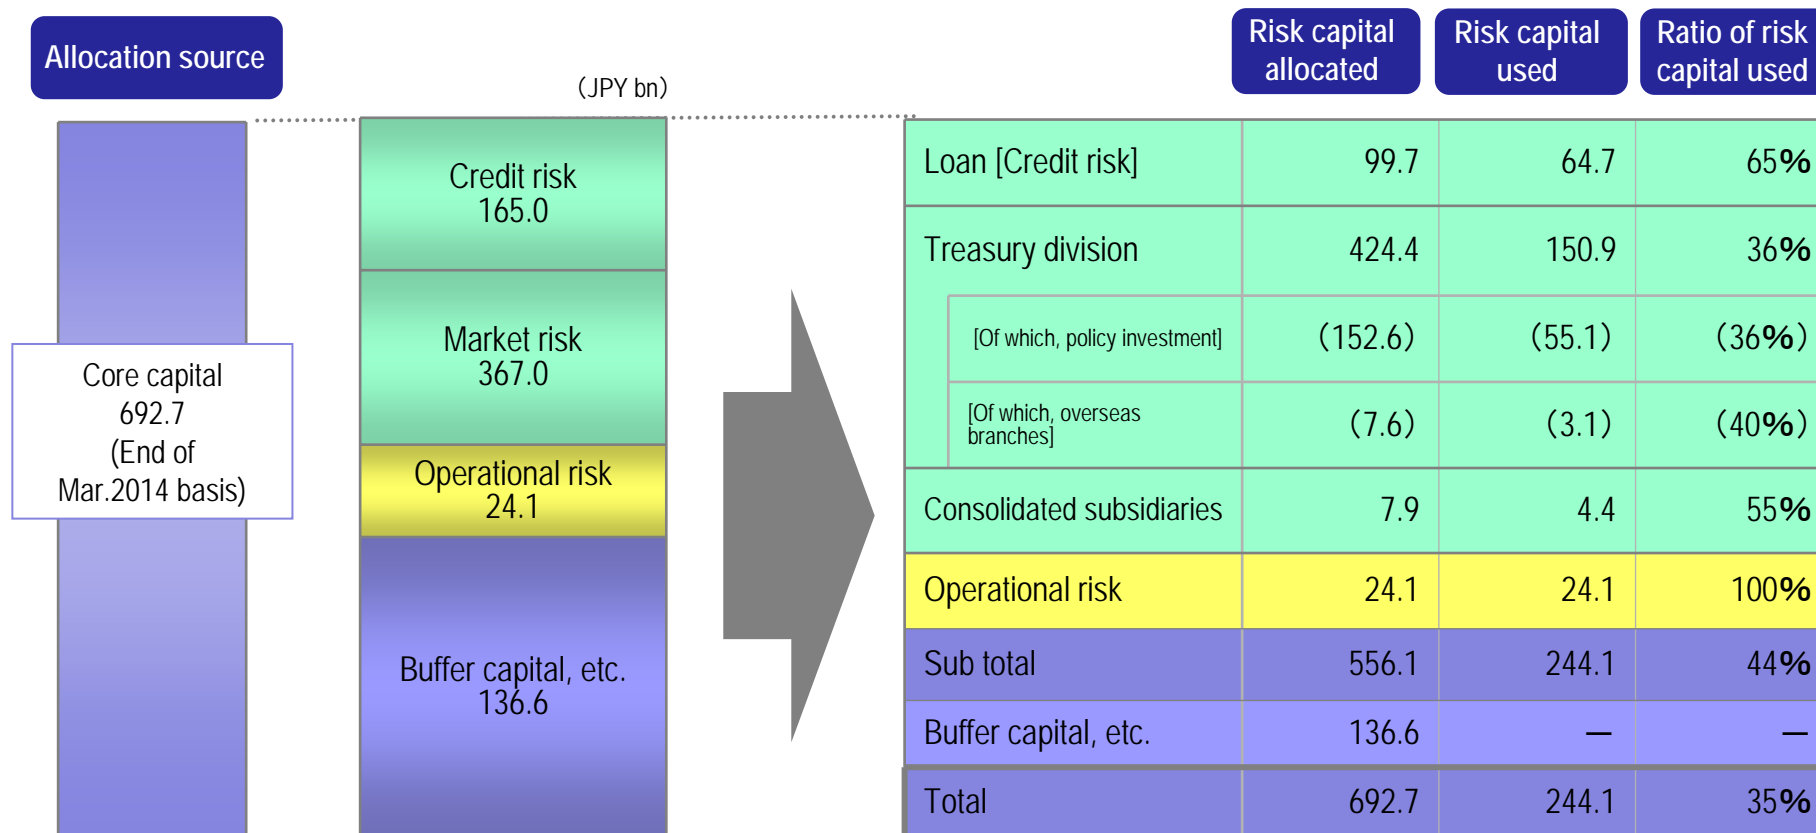 Allocation source
（JPY bn）
Core capital
692.7
(End of
Mar.2014 basis)
Credit risk
165.0
Market risk
367.0
Operational risk
24.1
Buffer capital, etc.
136.6
Risk capital
allocated
Risk capital
used
Ratio of risk
capital used
Loan [Credit risk] 99.7 64.7 65%
Treasury division 424.4 150.9 36%
[Of which, policy investment] （152.6） （55.1） （36%）
[Of which, overseas
branches] （7.6） （3.1） （40%）
Consolidated subsidiaries 7.9 4.4 55%
Operational risk 24.1 24.1 100%
Sub total 556.1 244.1 44%
Buffer capital, etc. 136.6 — —
Total 692.7 244.1 35%